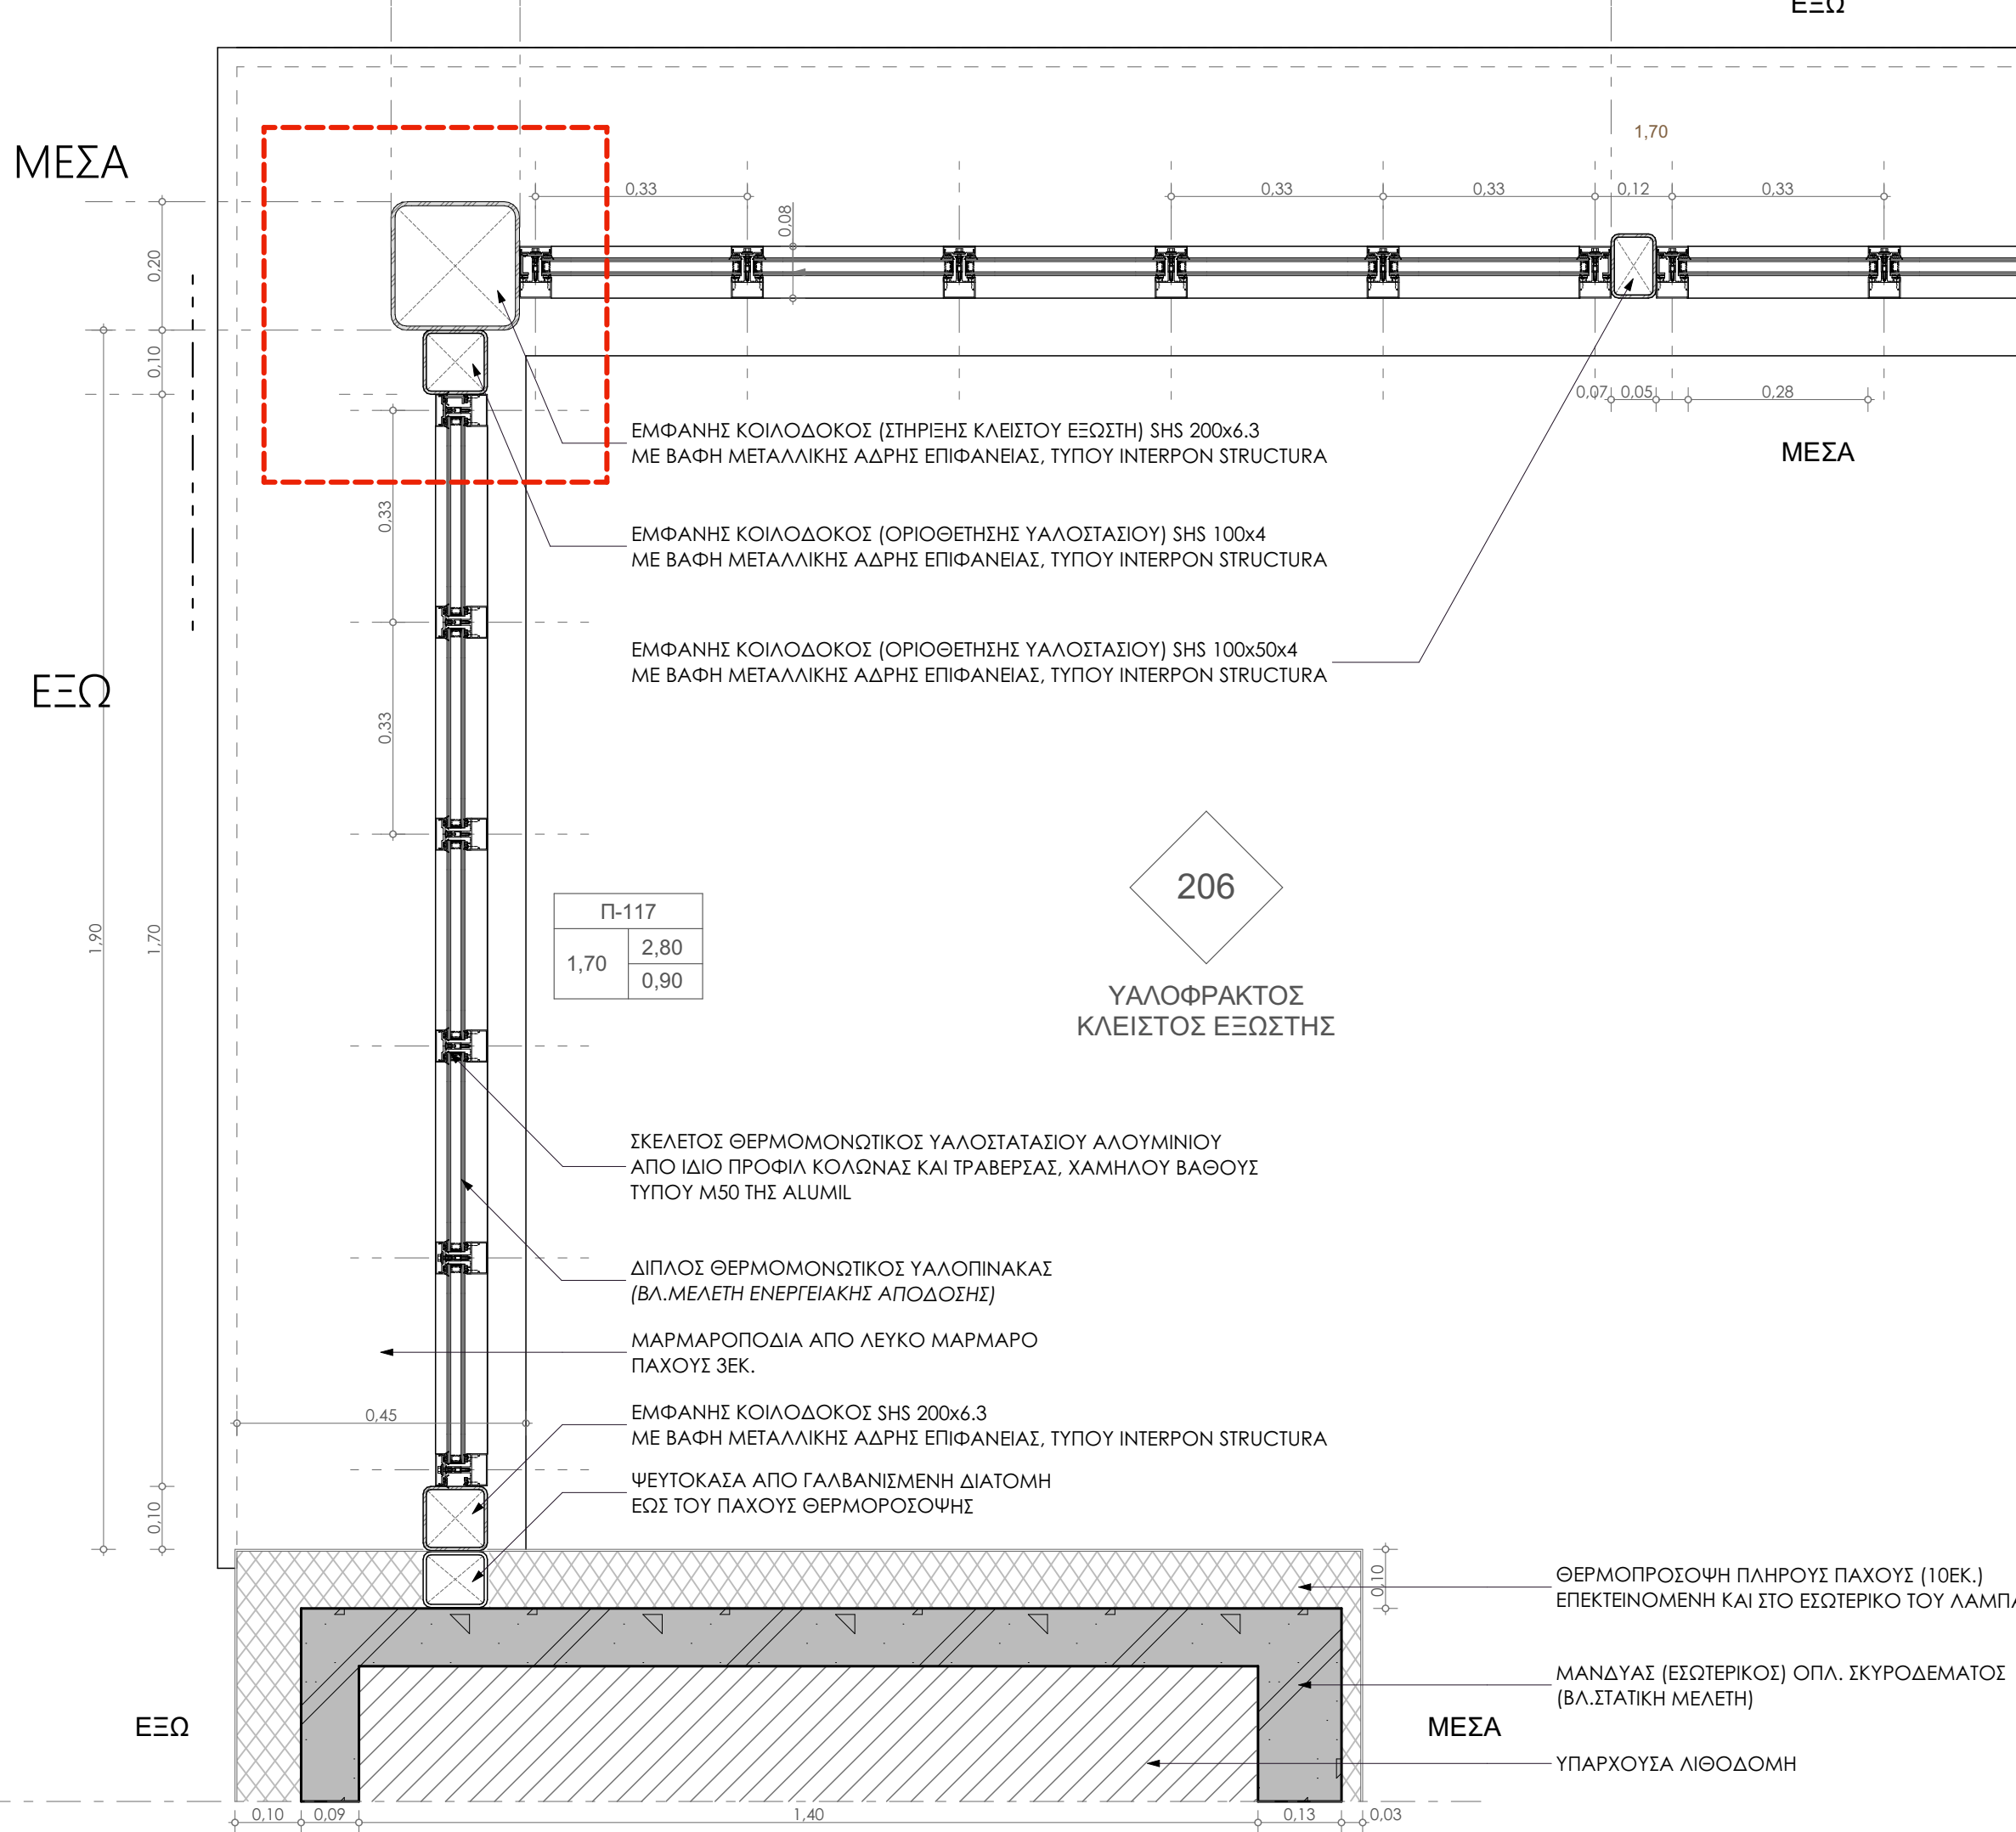 ΕΞΩ
ΜΕΣΑ
1,70
0,33
0,33
0,33
0,12
0,33
0,08
0,20
0,10
0,07
0,05
0,28
ΜΕΣΑ
ΕΜΦΑΝΗΣ ΚΟΙΛΟΔΟΚΟΣ (ΣΤΗΡΙΞΗΣ ΚΛΕΙΣΤΟΥ ΕΞΩΣΤΗ) SHS 200x6.3
ΜΕ ΒΑΦΗ ΜΕΤΑΛΛΙΚΗΣ ΑΔΡΗΣ ΕΠΙΦΑΝΕΙΑΣ, ΤΥΠΟΥ INTERPON STRUCTURA
0,33
ΕΜΦΑΝΗΣ ΚΟΙΛΟΔΟΚΟΣ (ΟΡΙΟΘΕΤΗΣΗΣ ΥΑΛΟΣΤΑΣΙΟΥ) SHS 100x4
ΜΕ ΒΑΦΗ ΜΕΤΑΛΛΙΚΗΣ ΑΔΡΗΣ ΕΠΙΦΑΝΕΙΑΣ, ΤΥΠΟΥ INTERPON STRUCTURA
ΕΜΦΑΝΗΣ ΚΟΙΛΟΔΟΚΟΣ (ΟΡΙΟΘΕΤΗΣΗΣ ΥΑΛΟΣΤΑΣΙΟΥ) SHS 100x50x4
ΜΕ ΒΑΦΗ ΜΕΤΑΛΛΙΚΗΣ ΑΔΡΗΣ ΕΠΙΦΑΝΕΙΑΣ, ΤΥΠΟΥ INTERPON STRUCTURA
ΕΞΩ
0,33
1,90
1,70
Π-117
1,70
2,80
0,90
206
ΥΑΛΟΦΡΑΚΤΟΣ
ΚΛΕΙΣΤΟΣ ΕΞΩΣΤΗΣ
ΣΚΕΛΕΤΟΣ ΘΕΡΜΟΜΟΝΩΤΙΚΟΣ ΥΑΛΟΣΤΑΤΑΣΙΟΥ ΑΛΟΥΜΙΝΙΟΥ
ΑΠΟ ΙΔΙΟ ΠΡΟΦΙΛ ΚΟΛΩΝΑΣ ΚΑΙ ΤΡΑΒΕΡΣΑΣ, ΧΑΜΗΛΟΥ ΒΑΘΟΥΣ
ΤΥΠΟΥ M50 ΤΗΣ ALUMIL
ΔΙΠΛΟΣ ΘΕΡΜΟΜΟΝΩΤΙΚΟΣ ΥΑΛΟΠΙΝΑΚΑΣ
(ΒΛ.ΜΕΛΕΤΗ ΕΝΕΡΓΕΙΑΚΗΣ ΑΠΟΔΟΣΗΣ)
ΜΑΡΜΑΡΟΠΟΔΙΑ ΑΠΟ ΛΕΥΚΟ ΜΑΡΜΑΡΟ
ΠΑΧΟΥΣ 3ΕΚ.
0,45
ΕΜΦΑΝΗΣ ΚΟΙΛΟΔΟΚΟΣ SHS 200x6.3
ΜΕ ΒΑΦΗ ΜΕΤΑΛΛΙΚΗΣ ΑΔΡΗΣ ΕΠΙΦΑΝΕΙΑΣ, ΤΥΠΟΥ INTERPON STRUCTURA
ΨΕΥΤΟΚΑΣΑ ΑΠΟ ΓΑΛΒΑΝΙΣΜΕΝΗ ΔΙΑΤΟΜΗ
ΕΩΣ ΤΟΥ ΠΑΧΟΥΣ ΘΕΡΜΟΡΟΣΟΨΗΣ
0,10
0,10
ΘΕΡΜΟΠΡΟΣΟΨΗ ΠΛΗΡΟΥΣ ΠΑΧΟΥΣ (10ΕΚ.)
ΕΠΕΚΤΕΙΝΟΜΕΝΗ ΚΑΙ ΣΤΟ ΕΣΩΤΕΡΙΚΟ ΤΟΥ
ΜΑΝΔΥΑΣ (ΕΣΩΤΕΡΙΚΟΣ) ΟΠΛ. ΣΚΥΡΟΔΕΜΑΤΟΣ
(ΒΛ.ΣΤΑΤΙΚΗ ΜΕΛΕΤΗ)
ΕΞΩ
ΜΕΣΑ
ΥΠΑΡΧΟΥΣΑ ΛΙΘΟΔΟΜΗ
0,10
0,09
1,40
0,13
0,03